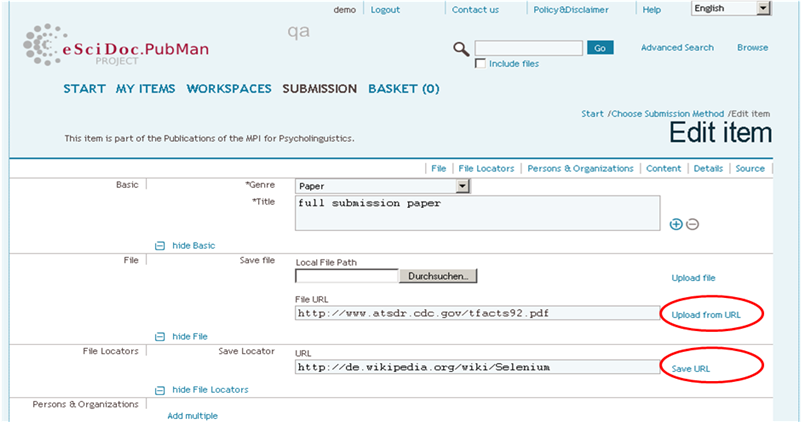 demo Logout Contact us Policy&Disclaimer Help English
qa
eSciDoc.PubMan
PROJECT
Go Advanced Search Browse
Include files
START MY ITEMS WORKSPACES SUBMISSION BASKET (0)
Start /Choose Submission Method /Edit item
Edit item
This item is part of the Publications of the MPI for Psycholinguistics.
File File Locators Persons & Organizations Content Details Source
Basic *Genre Paper
*Title full submission paper
hide Basic
File Save file Local File Path
Durchsuchen... Upload file
File URL
http://www.atsdr.cdc.gov/tfacts92.pdf Upload from URL
hide File
File Locators Save Locator URL
http://de.wikipedia.org/wiki/Selenium Save URL
hide File Locators
Persons & Organizations
Add multiple